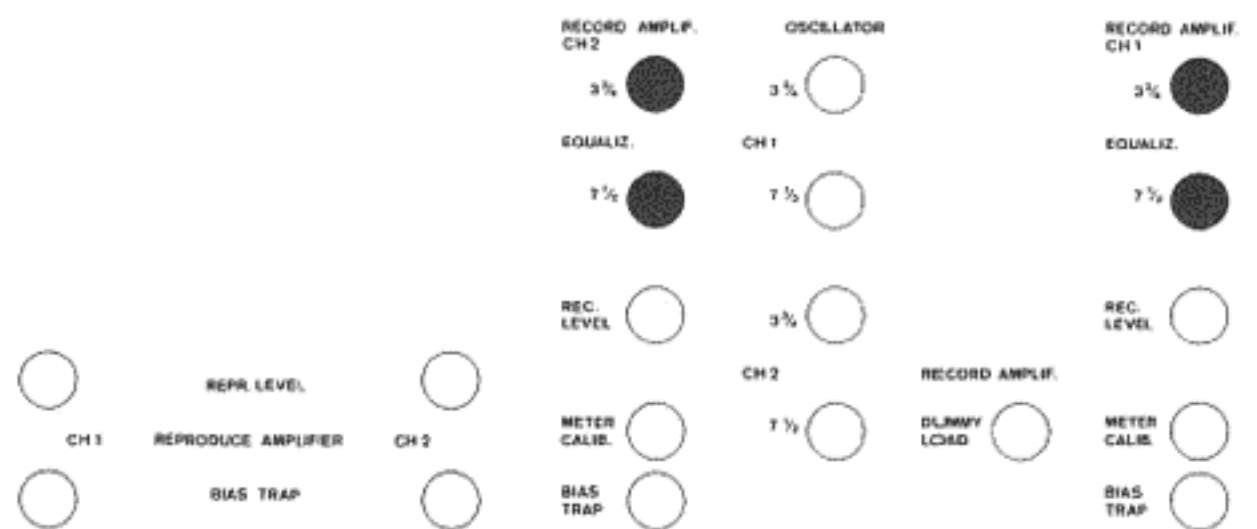 RECORD AMPLIF.
CH 2
3 3/4
EQUALIZ.
7 1/2
REC.
LEVEL
METER
CALIB.
BIAS
TRAP
OSCILLATOR
3 3/4
CH 1
7 1/2
3 3/4
CH 2
7 1/2
RECORD AMPLIF.
DUMMY
LOAD
RECORD AMPLIF.
CH 1
3 3/4
EQUALIZ.
7 1/2
REC.
LEVEL
METER
CALIB.
BIAS
TRAP
REPR. LEVEL
CH 1 REPRODUCE AMPLIFIER CH 2
BIAS TRAP